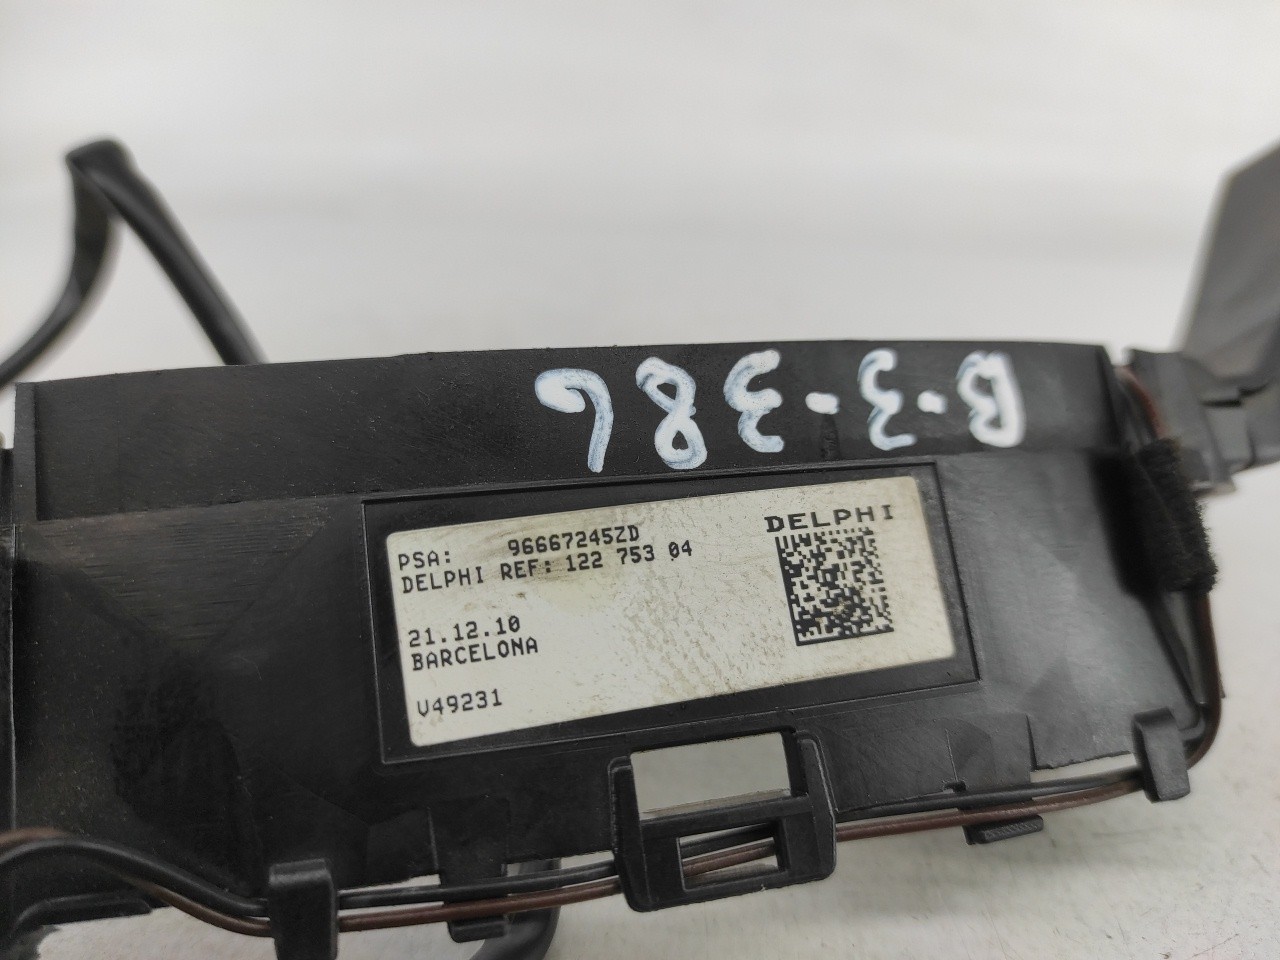 B-3-386
DELPHI
PSA: 96667245ZD
DELPHI REF: 122 753 04
21.12.10
BARCELONA
V49231